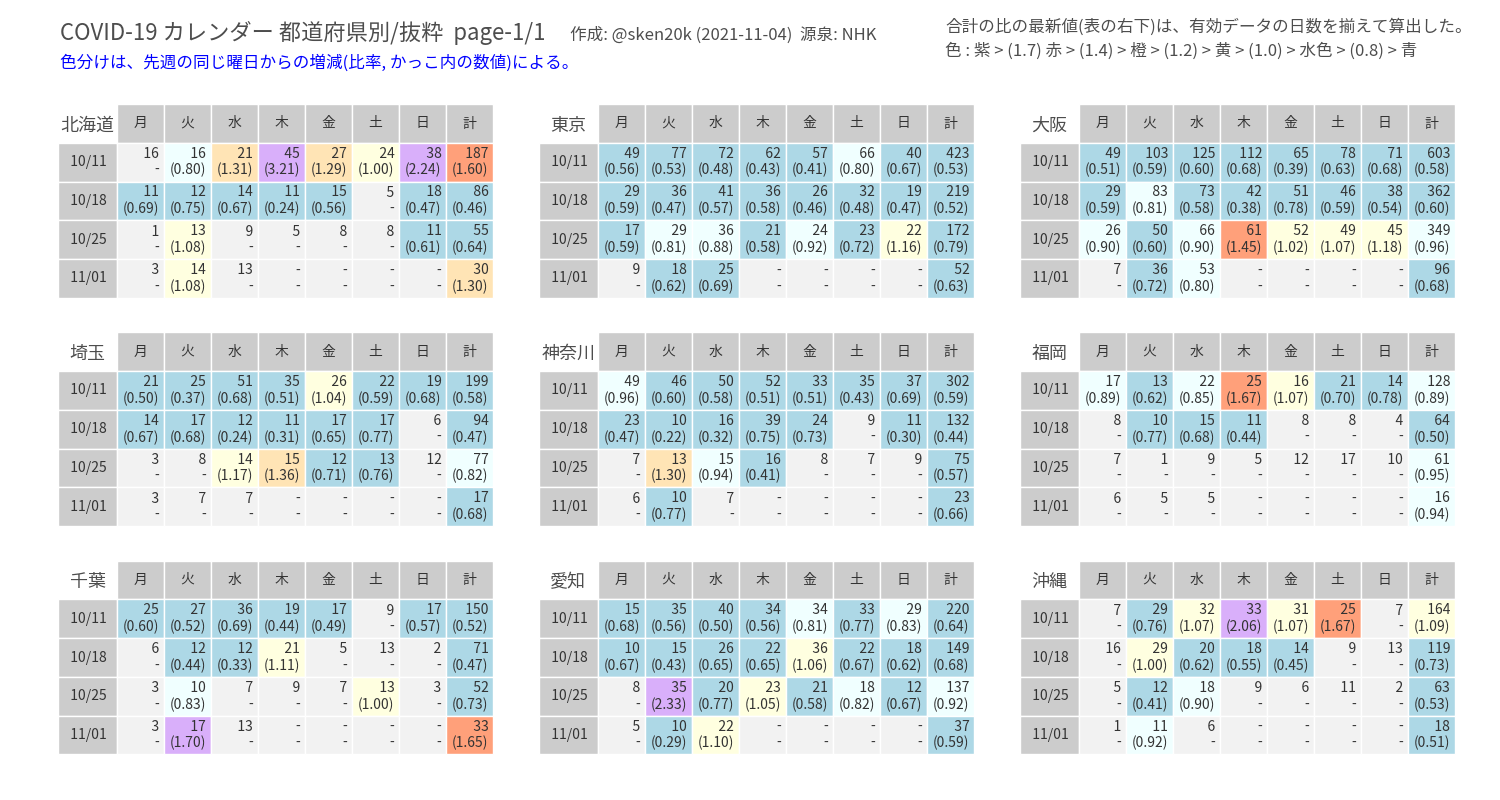 COVID-19 カレンダー 都道府県別/抜粋 page-1/1 作成: @sken20k (2021-11-04) 源泉: NHK
合計の比の最新値(表の右下)は、有効データの日数を揃えて算出した。
色分けは、先週の同じ曜日からの増減(比率, かっこ内の数値)による。
色 : 紫 > (1.7) 赤 > (1.4) 橙 > (1.2) 黄 > (1.0) > 水色 > (0.8) > 青
北海道 月 火 水 木 金 土 日 計
10/11 16 16 21 45 27 24 38 187
- (0.80) (1.31) (3.21) (1.29) (1.00) (2.24) (1.60)
10/18 11 12 14 11 15 5 18 86
(0.69) (0.75) (0.67) (0.24) (0.56) - (0.47) (0.46)
10/25 1 13 9 5 8 8 11 55
- (1.08) - - - - (0.61) (0.64)
11/01 3 14 13 - - - - 30
- (1.08) - - - - - (1.30)
東京 月 火 水 木 金 土 日 計
10/11 49 77 72 62 57 66 40 423
(0.56) (0.53) (0.48) (0.43) (0.41) (0.80) (0.67) (0.53)
10/18 29 36 41 36 26 32 19 219
(0.59) (0.47) (0.57) (0.58) (0.46) (0.48) (0.47) (0.52)
10/25 17 29 36 21 24 23 22 172
(0.59) (0.81) (0.88) (0.58) (0.92) (0.72) (1.16) (0.79)
11/01 9 18 25 - - - - 52
- (0.62) (0.69) - - - - (0.63)
大阪 月 火 水 木 金 土 日 計
10/11 49 103 125 112 65 78 71 603
(0.51) (0.59) (0.60) (0.68) (0.39) (0.63) (0.68) (0.58)
10/18 29 83 73 42 51 46 38 362
(0.59) (0.81) (0.58) (0.38) (0.78) (0.59) (0.54) (0.60)
10/25 26 50 66 61 52 49 45 349
(0.90) (0.60) (0.90) (1.45) (1.02) (1.07) (1.18) (0.96)
11/01 7 36 53 - - - - 96
- (0.72) (0.80) - - - - (0.68)
埼玉 月 火 水 木 金 土 日 計
10/11 21 25 51 35 26 22 19 199
(0.50) (0.37) (0.68) (0.51) (1.04) (0.59) (0.68) (0.58)
10/18 14 17 12 11 17 17 6 94
(0.67) (0.68) (0.24) (0.31) (0.65) (0.77) - (0.47)
10/25 3 8 14 15 12 13 12 77
- - (1.17) (1.36) (0.71) (0.76) - (0.82)
11/01 3 7 7 - - - - 17
- - - - - - - (0.68)
神奈川 月 火 水 木 金 土 日 計
10/11 49 46 50 52 33 35 37 302
(0.96) (0.60) (0.58) (0.51) (0.51) (0.43) (0.69) (0.59)
10/18 23 10 16 39 24 9 11 132
(0.47) (0.22) (0.32) (0.75) (0.73) - (0.30) (0.44)
10/25 7 13 15 16 8 7 9 75
- (1.30) (0.94) (0.41) - - - (0.57)
11/01 6 10 7 - - - - 23
- (0.77) - - - - - (0.66)
福岡 月 火 水 木 金 土 日 計
10/11 17 13 22 25 16 21 14 128
(0.89) (0.62) (0.85) (1.67) (1.07) (0.70) (0.78) (0.89)
10/18 8 10 15 11 8 8 4 64
- (0.77) (0.68) (0.44) - - - (0.50)
10/25 7 1 9 5 12 17 10 61
- - - - - - - (0.95)
11/01 6 5 5 - - - - 16
- - - - - - - (0.94)
千葉 月 火 水 木 金 土 日 計
10/11 25 27 36 19 17 9 17 150
(0.60) (0.52) (0.69) (0.44) (0.49) - (0.57) (0.52)
10/18 6 12 12 21 5 13 2 71
- (0.44) (0.33) (1.11) - - - (0.47)
10/25 3 10 7 9 7 13 3 52
- (0.83) - - - (1.00) - (0.73)
11/01 3 17 13 - - - - 33
- (1.70) - - - - - (1.65)
愛知 月 火 水 木 金 土 日 計
10/11 15 35 40 34 34 33 29 220
(0.68) (0.56) (0.50) (0.56) (0.81) (0.77) (0.83) (0.64)
10/18 10 15 26 22 36 22 18 149
(0.67) (0.43) (0.65) (0.65) (1.06) (0.67) (0.62) (0.68)
10/25 8 35 20 23 21 18 12 137
- (2.33) (0.77) (1.05) (0.58) (0.82) (0.67) (0.92)
11/01 5 10 22 - - - - 37
- (0.29) (1.10) - - - - (0.59)
沖縄 月 火 水 木 金 土 日 計
10/11 7 29 32 33 31 25 7 164
- (0.76) (1.07) (2.06) (1.07) (1.67) - (1.09)
10/18 16 29 20 18 14 9 13 119
- (1.00) (0.62) (0.55) (0.45) - - (0.73)
10/25 5 12 18 9 6 11 2 63
- (0.41) (0.90) - - - - (0.53)
11/01 1 11 6 - - - - 18
- (0.92) - - - - - (0.51)